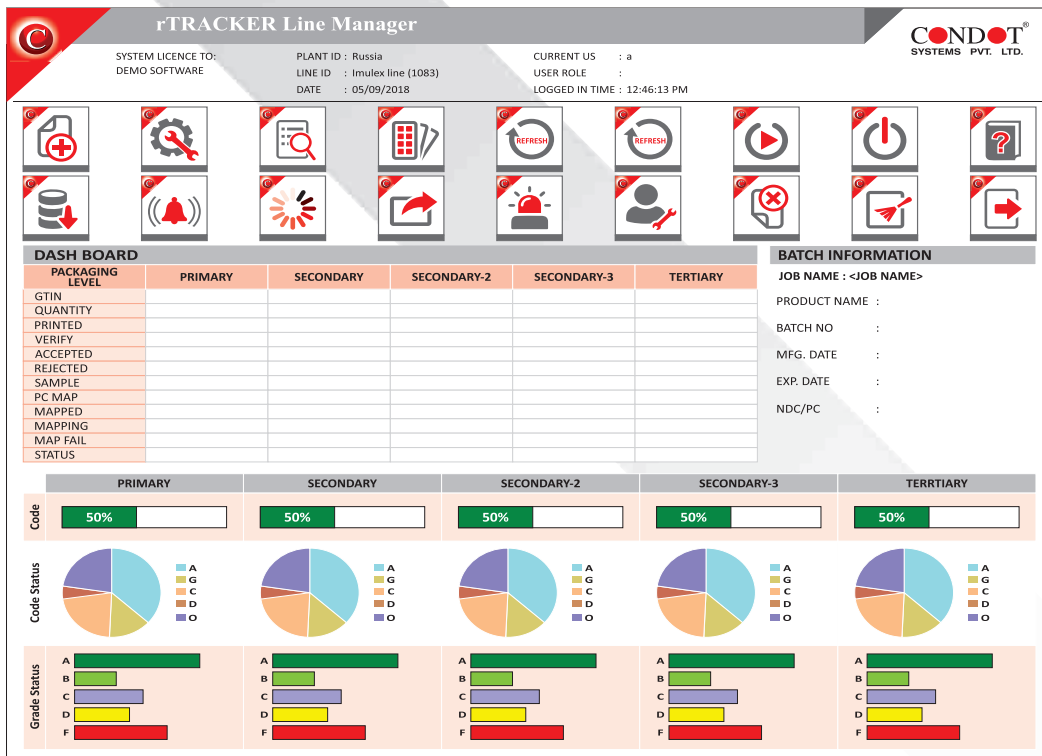 rTRACKER Line Manager
C
CONDOT®
SYSTEMS PVT. LTD.
SYSTEM LICENCE TO:
DEMO SOFTWARE
PLANT ID : Russia
LINE ID : Imulex line (1083)
DATE : 05/09/2018
CURRENT US : a
USER ROLE :
LOGGED IN TIME : 12:46:13 PM
REFRESH
REFRESH
?
DASH BOARD
PACKAGING LEVEL PRIMARY SECONDARY SECONDARY-2 SECONDARY-3 TERTIARY
GTIN
QUANTITY
PRINTED
VERIFY
ACCEPTED
REJECTED
SAMPLE
PC MAP
MAPPED
MAPPING
MAP FAIL
STATUS
BATCH INFORMATION
JOB NAME : <JOB NAME>
PRODUCT NAME :
BATCH NO :
MFG. DATE :
EXP. DATE :
NDC/PC :
PRIMARY SECONDARY SECONDARY-2 SECONDARY-3 TERRTIARY
Code
50% 50% 50% 50% 50%
Code Status
A A A A A
G G G G G
C C C C C
D D D D D
O O O O O
Grade Status
A A A A A
B B B B B
C C C C C
D D D D D
F F F F F